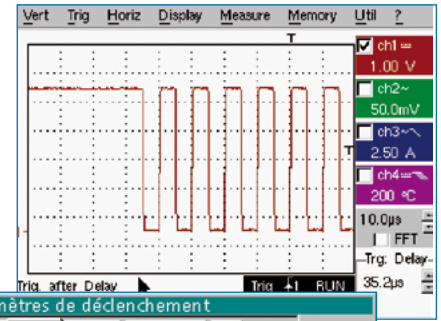 Vert Trig Horiz Display Measure Memory Util ?
T
ch1
1.00 V
ch2~
50.0mV
ch3~
T
2.50 A
ch4
200 °C
10.0µs
FFT
Trg: Delay
Trig. after Delay Trig 1 RUN 35.2µs
mètres de déclenchement